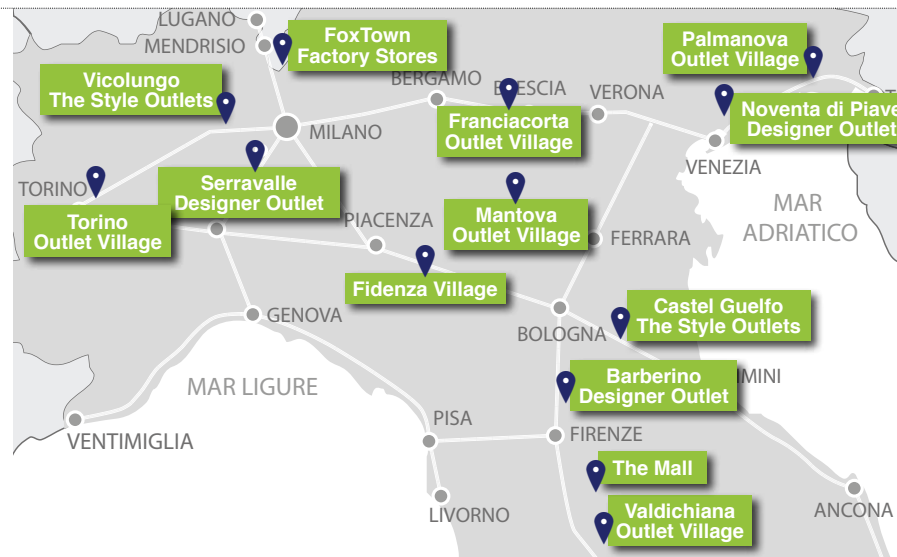 LUGANO
MENDRISIO
FoxTown
Factory Stores
Palmanova
Outlet Village
Vicolungo
The Style Outlets
BERGAMO
BRESCIA
VERONA
Noventa di Piave
Designer Outlet
MILANO
Franciacorta
Outlet Village
VENEZIA
TORINO
Serravalle
Designer Outlet
MAR
ADRIATICO
Torino
Outlet Village
PIACENZA
Mantova
Outlet Village
FERRARA
Fidenza Village
GENOVA
BOLOGNA
Castel Guelfo
The Style Outlets
MAR LIGURE
Barberino
Designer Outlet
IMINI
PISA
VENTIMIGLIA
FIRENZE
The Mall
LIVORNO
Valdichiana
Outlet Village
ANCONA